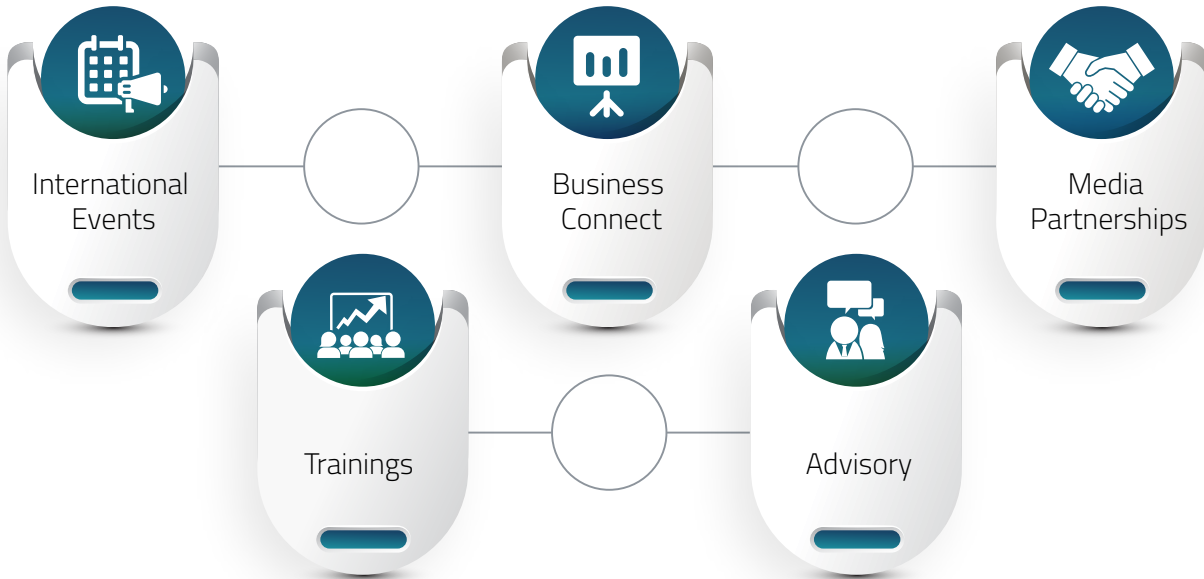 International
Events
Business
Connect
Media
Partnerships
Trainings
Advisory